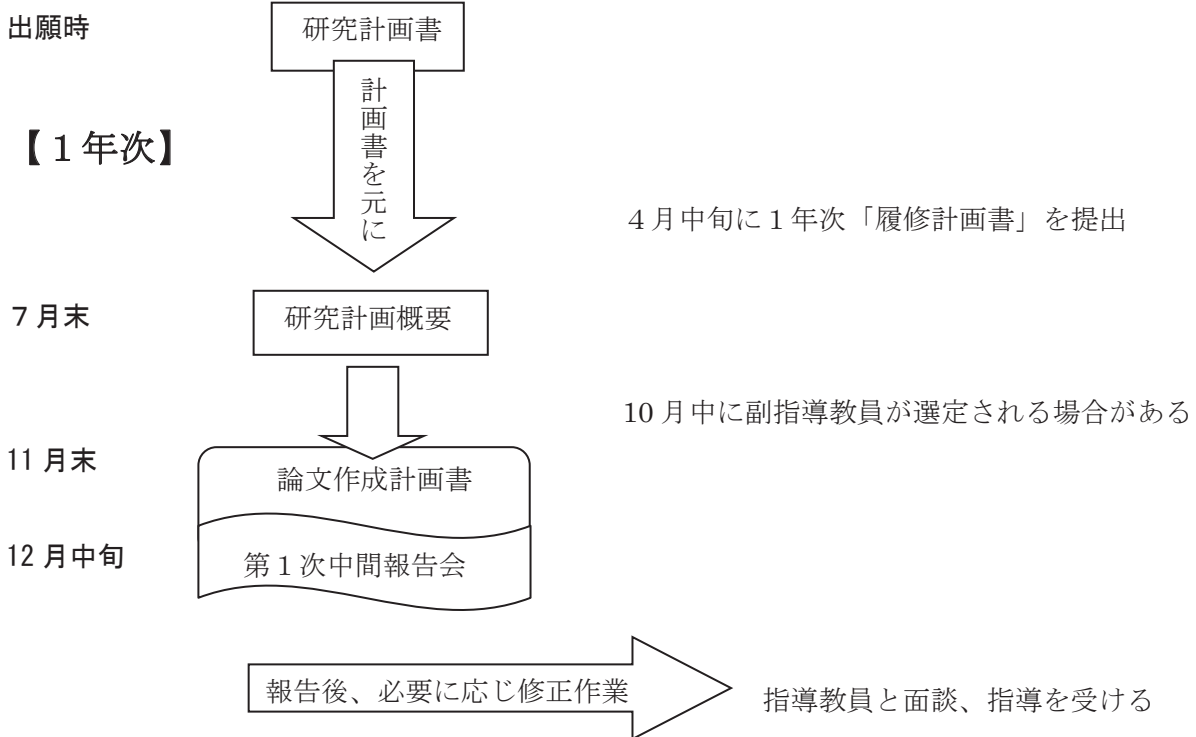 出願時
研究計画書
計画書を元に
【１年次】
４月中旬に１年次「履修計画書」を提出
７月末
研究計画概要
10月中に副指導教員が選定される場合がある
11月末
論文作成計画書
12月中旬
第１次中間報告会
報告後、必要に応じ修正作業
指導教員と面談、指導を受ける